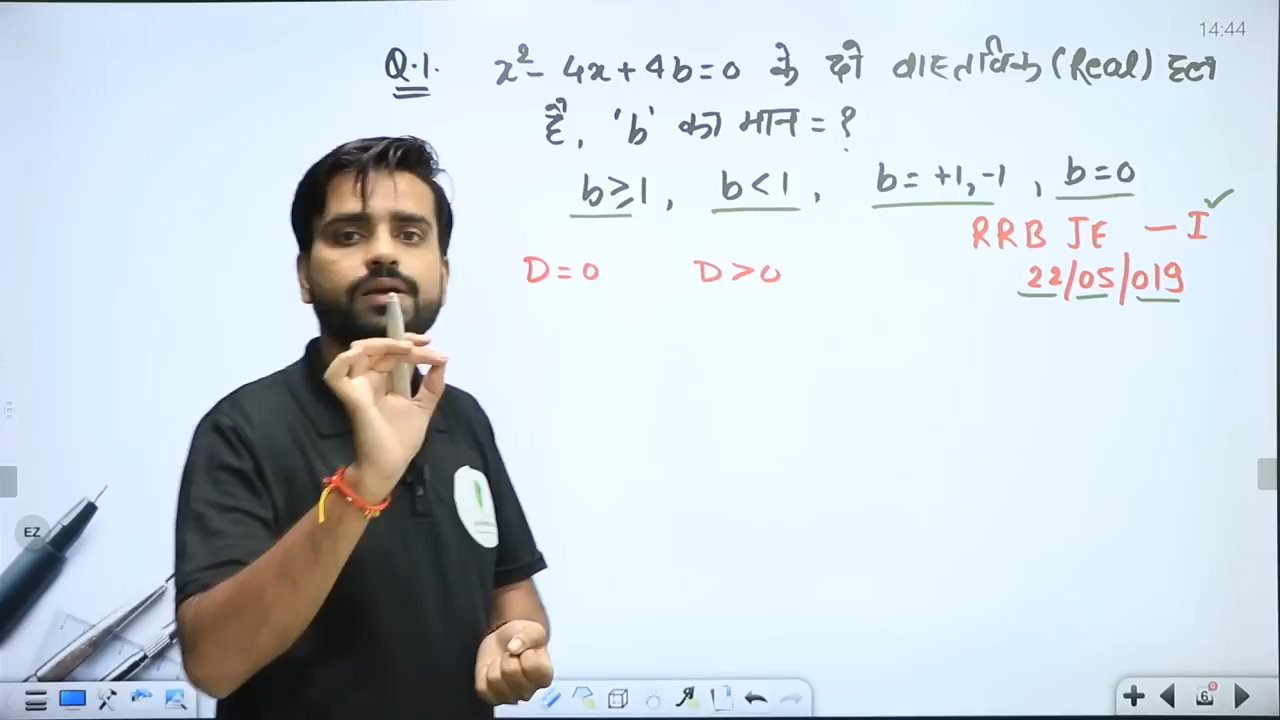 14:44
Q.1. x² - 4x + 4b = 0 के दो वास्तविक (Real) हल
है, 'b' का मान = ?
b ≥ 1, b < 1, b = +1, -1, b = 0
RRB JE - I
D = 0 D > 0 22/05/019
EZ
6